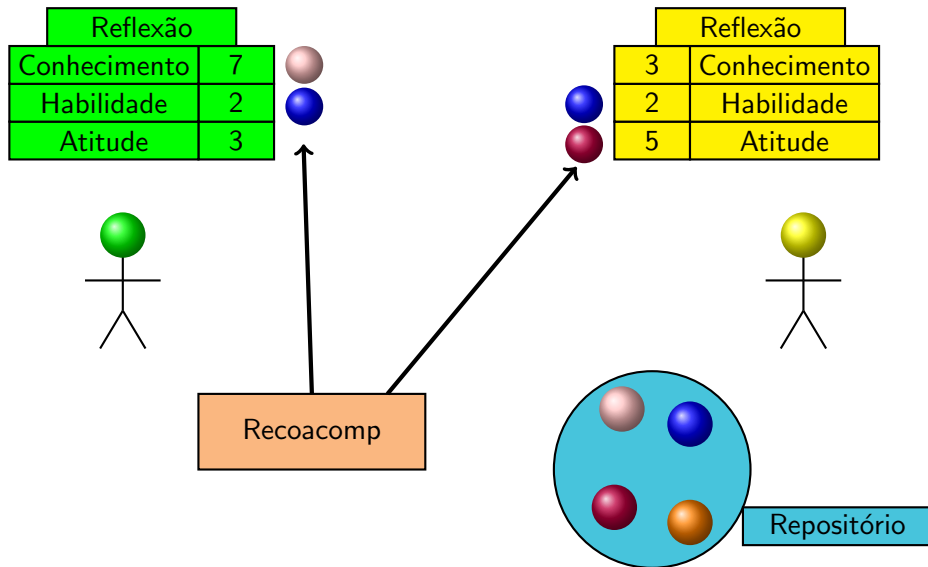 Reflexão
Conhecimento 7
Habilidade 2
Atitude 3
Reflexão
3 Conhecimento
2 Habilidade
5 Atitude
Recoacomp
Repositório